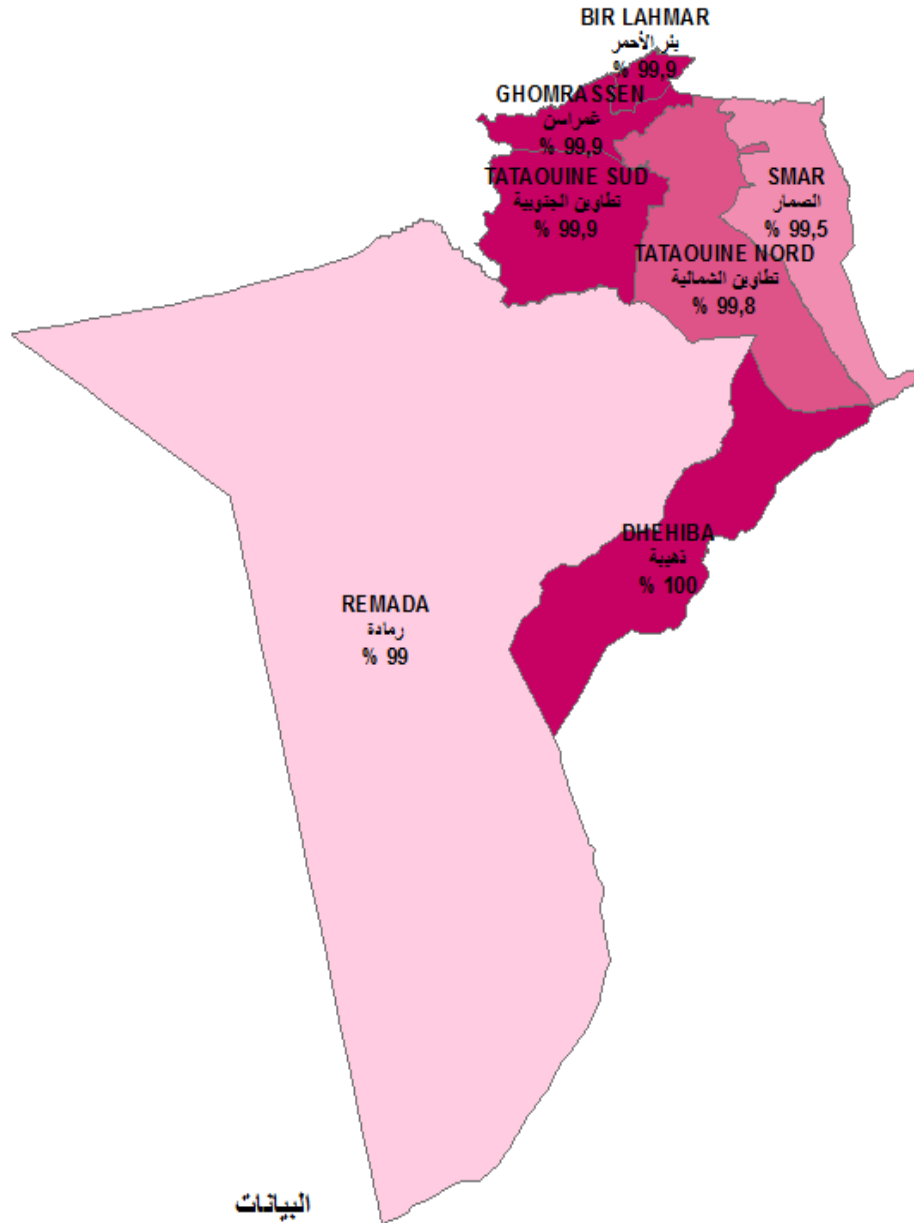 BIR LAHMAR
بئر الأحمر
% 99,9
GHOMRASSEN
غمراسن
% 99,9
TATAOUINE SUD
تطاوين الجنوبية
% 99,9
SMAR
الصمار
% 99,5
TATAOUINE NORD
تطاوين الشمالية
% 99,8
DHEHIBA
ذهيبة
% 100
REMADA
رمادة
% 99
البيانات